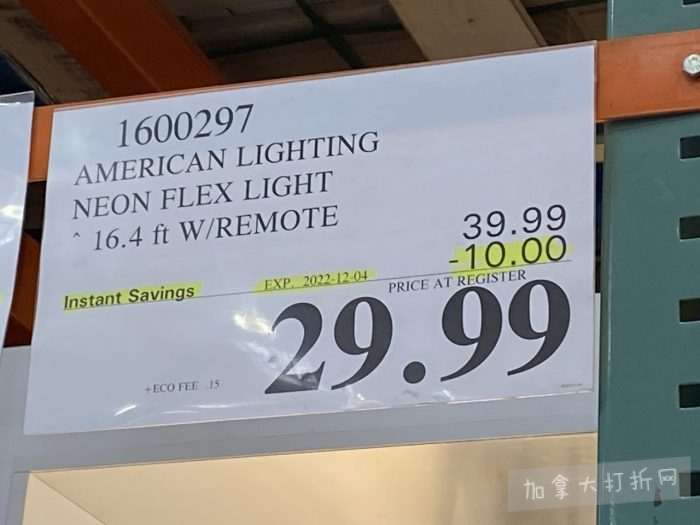 1600297
AMERICAN LIGHTING
NEON FLEX LIGHT
^ 16.4 ft W/REMOTE
39.99
-10.00
Instant Savings
EXP. 2022-12-04
PRICE AT REGISTER
29.99
+ECO FEE .15
加拿大打折网